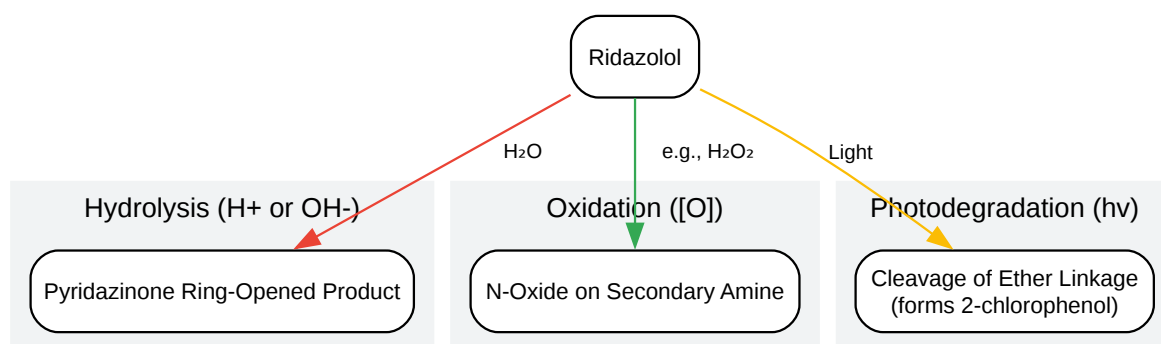 Ridazolol
H₂O
e.g., H₂O₂
Light
Hydrolysis (H+ or OH-)
Oxidation ([O])
Photodegradation (hv)
Pyridazinone Ring-Opened Product
N-Oxide on Secondary Amine
Cleavage of Ether Linkage
(forms 2-chlorophenol)